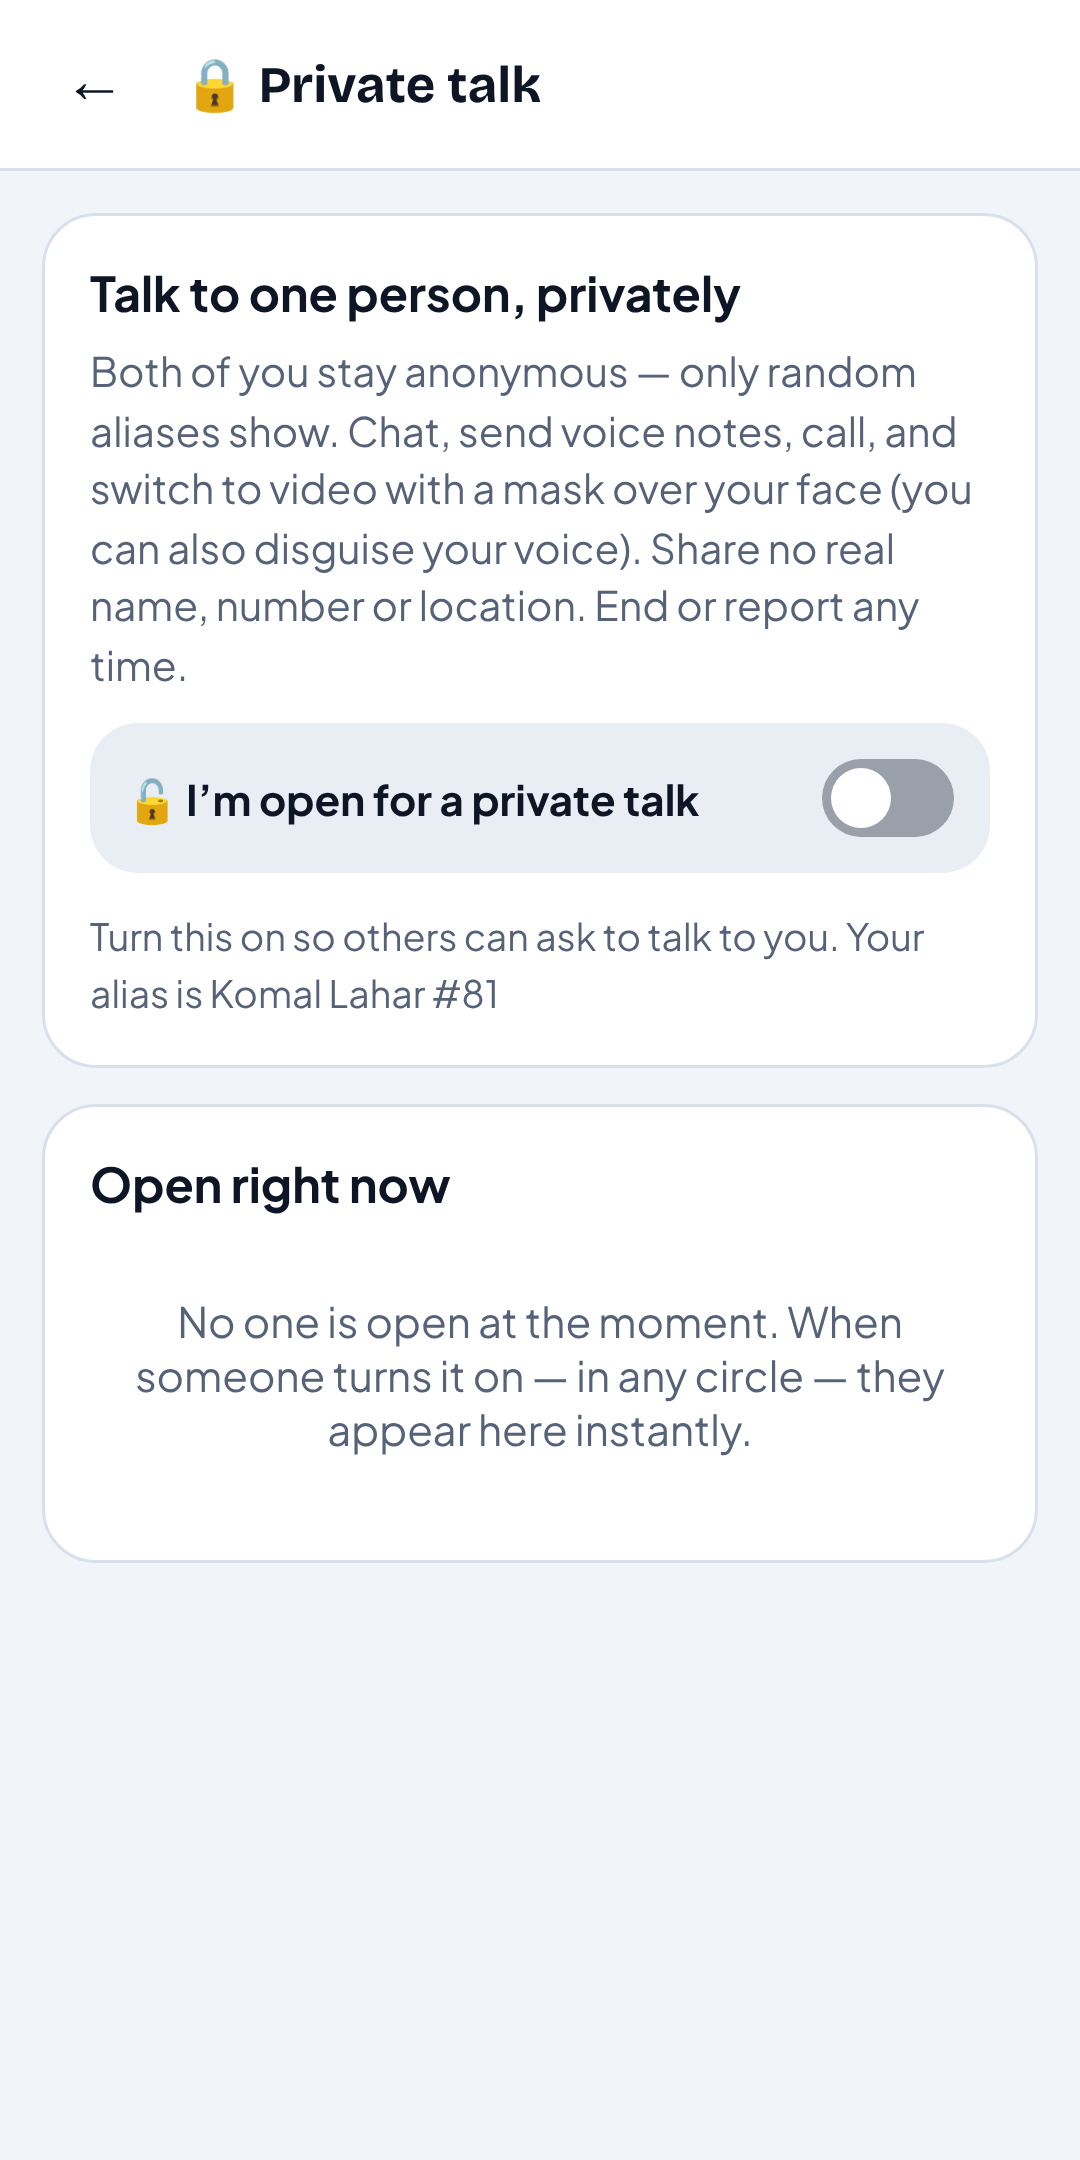 ← 🔒 Private talk
Talk to one person, privately
Both of you stay anonymous — only random
aliases show. Chat, send voice notes, call, and
switch to video with a mask over your face (you
can also disguise your voice). Share no real
name, number or location. End or report any
time.
🔓 I’m open for a private talk
Turn this on so others can ask to talk to you. Your
alias is Komal Lahar #81
Open right now
No one is open at the moment. When
someone turns it on — in any circle — they
appear here instantly.